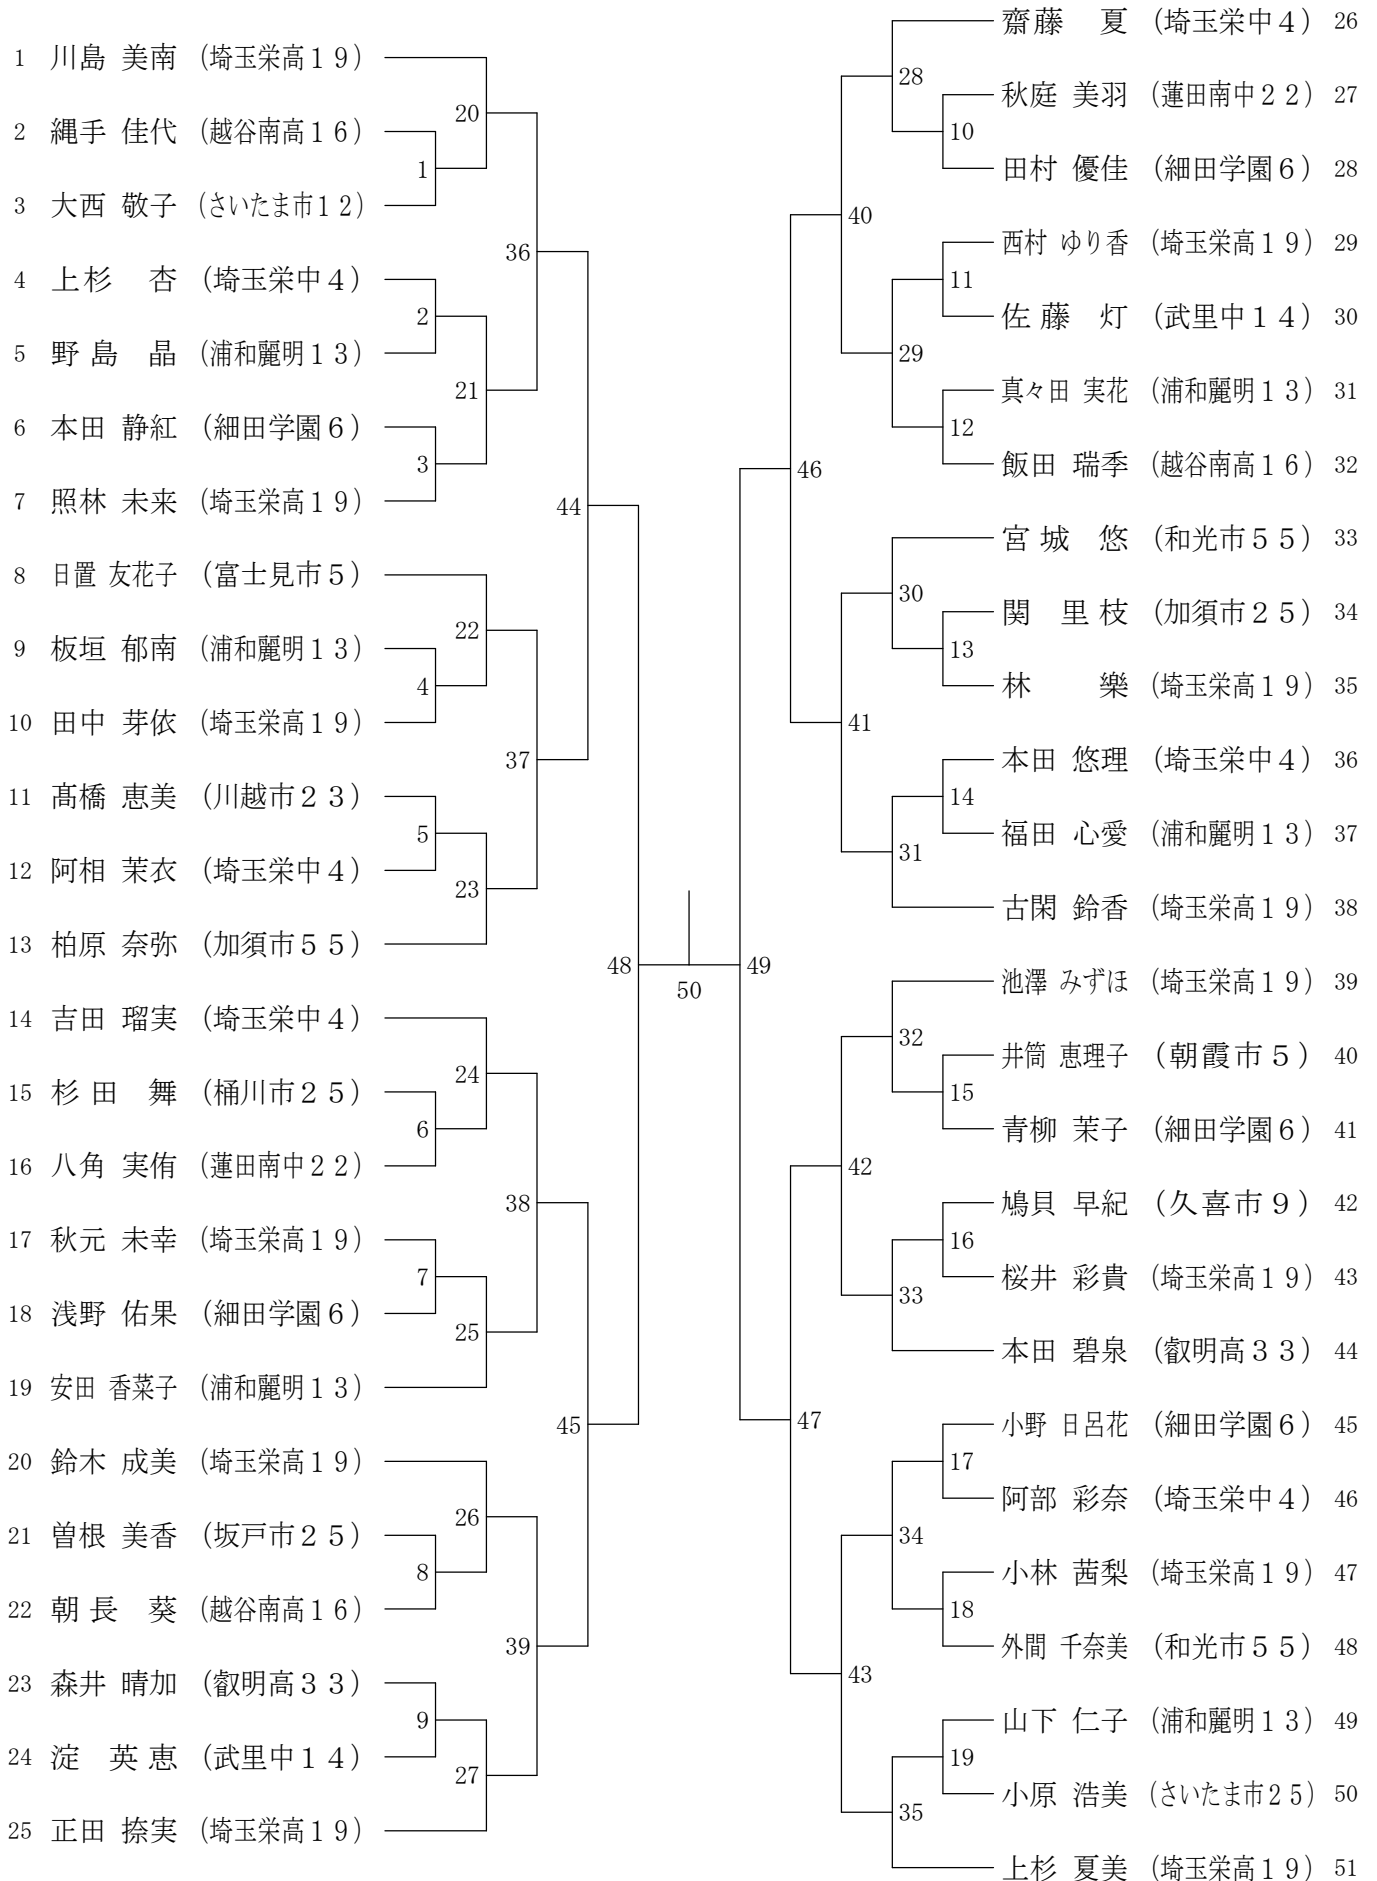 1 川島 美南 (埼玉栄高19)
2 縄手 佳代 (越谷南高16)
3 大西 敬子 (さいたま市12)
4 上杉 杏 (埼玉栄中4)
5 野島 晶 (浦和麗明13)
6 本田 静紅 (細田学園6)
7 照林 未来 (埼玉栄高19)
8 日置 友花子 (富士見市5)
9 板垣 郁南 (浦和麗明13)
10 田中 芽依 (埼玉栄高19)
11 髙橋 恵美 (川越市23)
12 阿相 茉衣 (埼玉栄中4)
13 柏原 奈弥 (加須市55)
14 吉田 瑠実 (埼玉栄中4)
15 杉田 舞 (桶川市25)
16 八角 実侑 (蓮田南中22)
17 秋元 未幸 (埼玉栄高19)
18 浅野 佑果 (細田学園6)
19 安田 香菜子 (浦和麗明13)
20 鈴木 成美 (埼玉栄高19)
21 曽根 美香 (坂戸市25)
22 朝長 葵 (越谷南高16)
23 森井 晴加 (叡明高33)
24 淀 英恵 (武里中14)
25 正田 捺実 (埼玉栄高19)
1
2
3
4
5
6
7
8
9
20
21
22
23
24
25
26
27
36
37
38
39
44
45
48
50
49
46
47
40
41
42
43
28
29
30
31
32
33
34
35
10
11
12
13
14
15
16
17
18
19
齋藤 夏 (埼玉栄中4) 26
秋庭 美羽 (蓮田南中22) 27
田村 優佳 (細田学園6) 28
西村 ゆり香 (埼玉栄高19) 29
佐藤 灯 (武里中14) 30
真々田 実花 (浦和麗明13) 31
飯田 瑞季 (越谷南高16) 32
宮城 悠 (和光市55) 33
関 里枝 (加須市25) 34
林 樂 (埼玉栄高19) 35
本田 悠理 (埼玉栄中4) 36
福田 心愛 (浦和麗明13) 37
古閑 鈴香 (埼玉栄高19) 38
池澤 みずほ (埼玉栄高19) 39
井筒 恵理子 (朝霞市5) 40
青柳 茉子 (細田学園6) 41
鳩貝 早紀 (久喜市9) 42
桜井 彩貴 (埼玉栄高19) 43
本田 碧泉 (叡明高33) 44
小野 日呂花 (細田学園6) 45
阿部 彩奈 (埼玉栄中4) 46
小林 茜梨 (埼玉栄高19) 47
外間 千奈美 (和光市55) 48
山下 仁子 (浦和麗明13) 49
小原 浩美 (さいたま市25) 50
上杉 夏美 (埼玉栄高19) 51